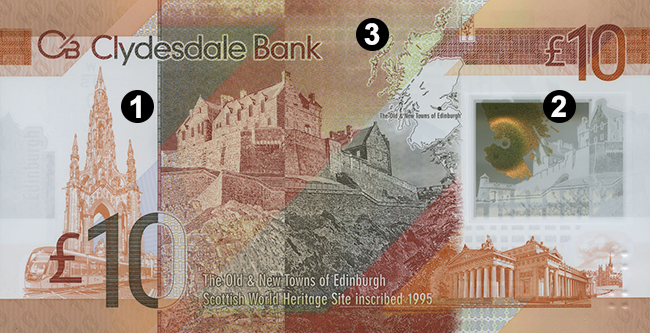 CB Clydesdale Bank
3
£10
1
2
The Old & New Towns of Edinburgh
£10
The Old & New Towns of Edinburgh
Scottish World Heritage Site inscribed 1995